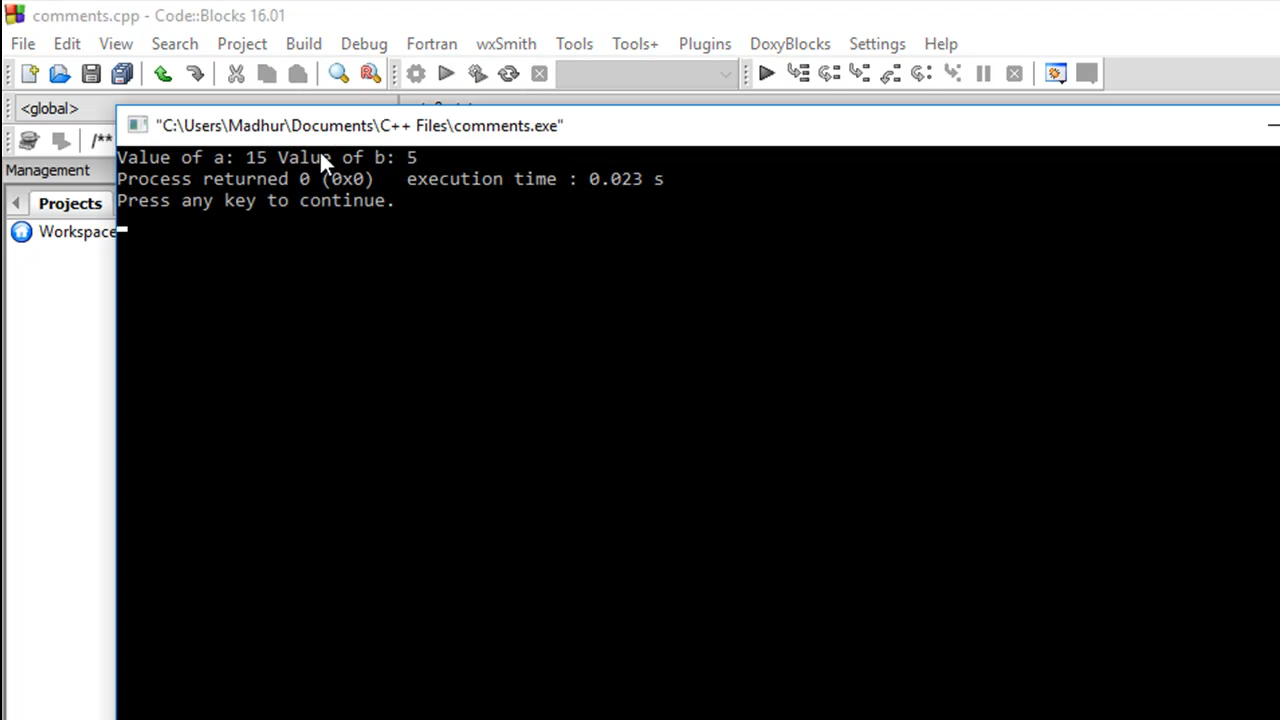 comments.cpp - Code::Blocks 16.01
File Edit View Search Project Build Debug Fortran wxSmith Tools Tools+ Plugins DoxyBlocks Settings Help
<global>
"C:\Users\Madhur\Documents\C++ Files\comments.exe"
/**
Value of a: 15 Value of b: 5
Management
Process returned 0 (0x0)   execution time : 0.023 s
Press any key to continue.
Projects
Workspace